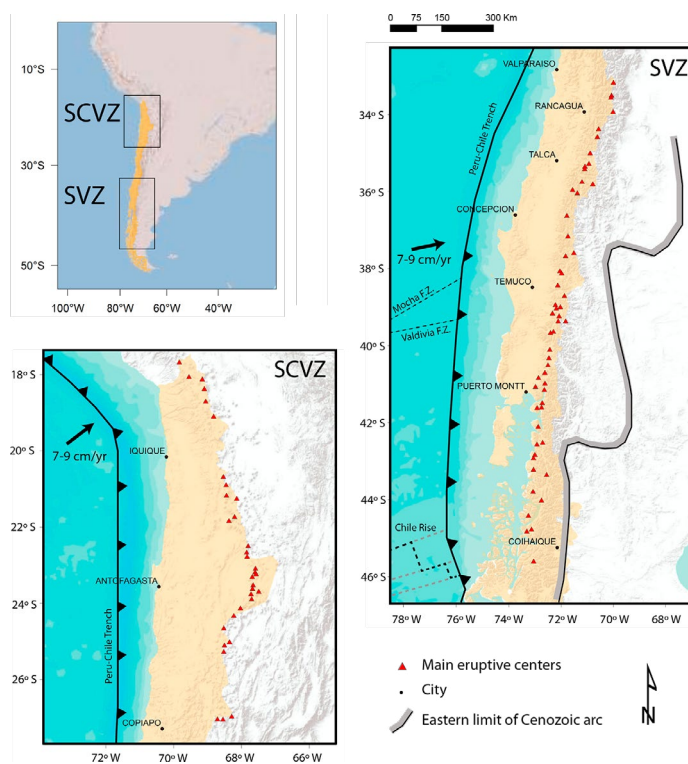 0 75 150 300 Km
10°S
SCVZ
30°S
SVZ
50°S
100°W 80°W 60°W 40°W
SVZ
VALPARAISO
34°S
RANCAGUA
Peru-Chile Trench
TALCA
36°S
CONCEPCION
7-9 cm/yr
38°S
TEMUCO
Mocha F.Z.
Valdivia F.Z.
40°S
PUERTO MONTT
42°S
44°S
Chile Rise
COIHAIQUE
46°S
78°W 76°W 74°W 72°W 70°W 68°W
SCVZ
18°S
7-9 cm/yr
20°S
IQUIQUE
22°S
ANTOFAGASTA
24°S
Peru-Chile Trench
26°S
COPIAPO
72°W 70°W 68°W 66°W
Main eruptive centers
City
Eastern limit of Cenozoic arc
N